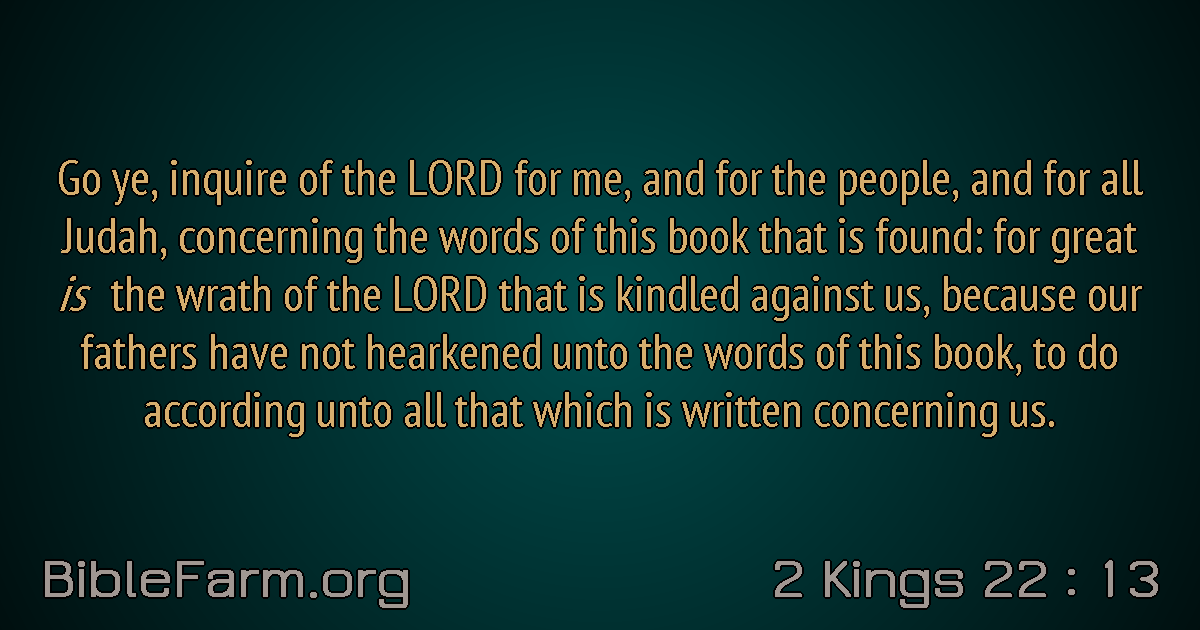 Go ye, inquire of the LORD for me, and for the people, and for all
Judah, concerning the words of this book that is found: for great
is the wrath of the LORD that is kindled against us, because our
fathers have not hearkened unto the words of this book, to do
according unto all that which is written concerning us.
BibleFarm.org
2 Kings 22 : 13